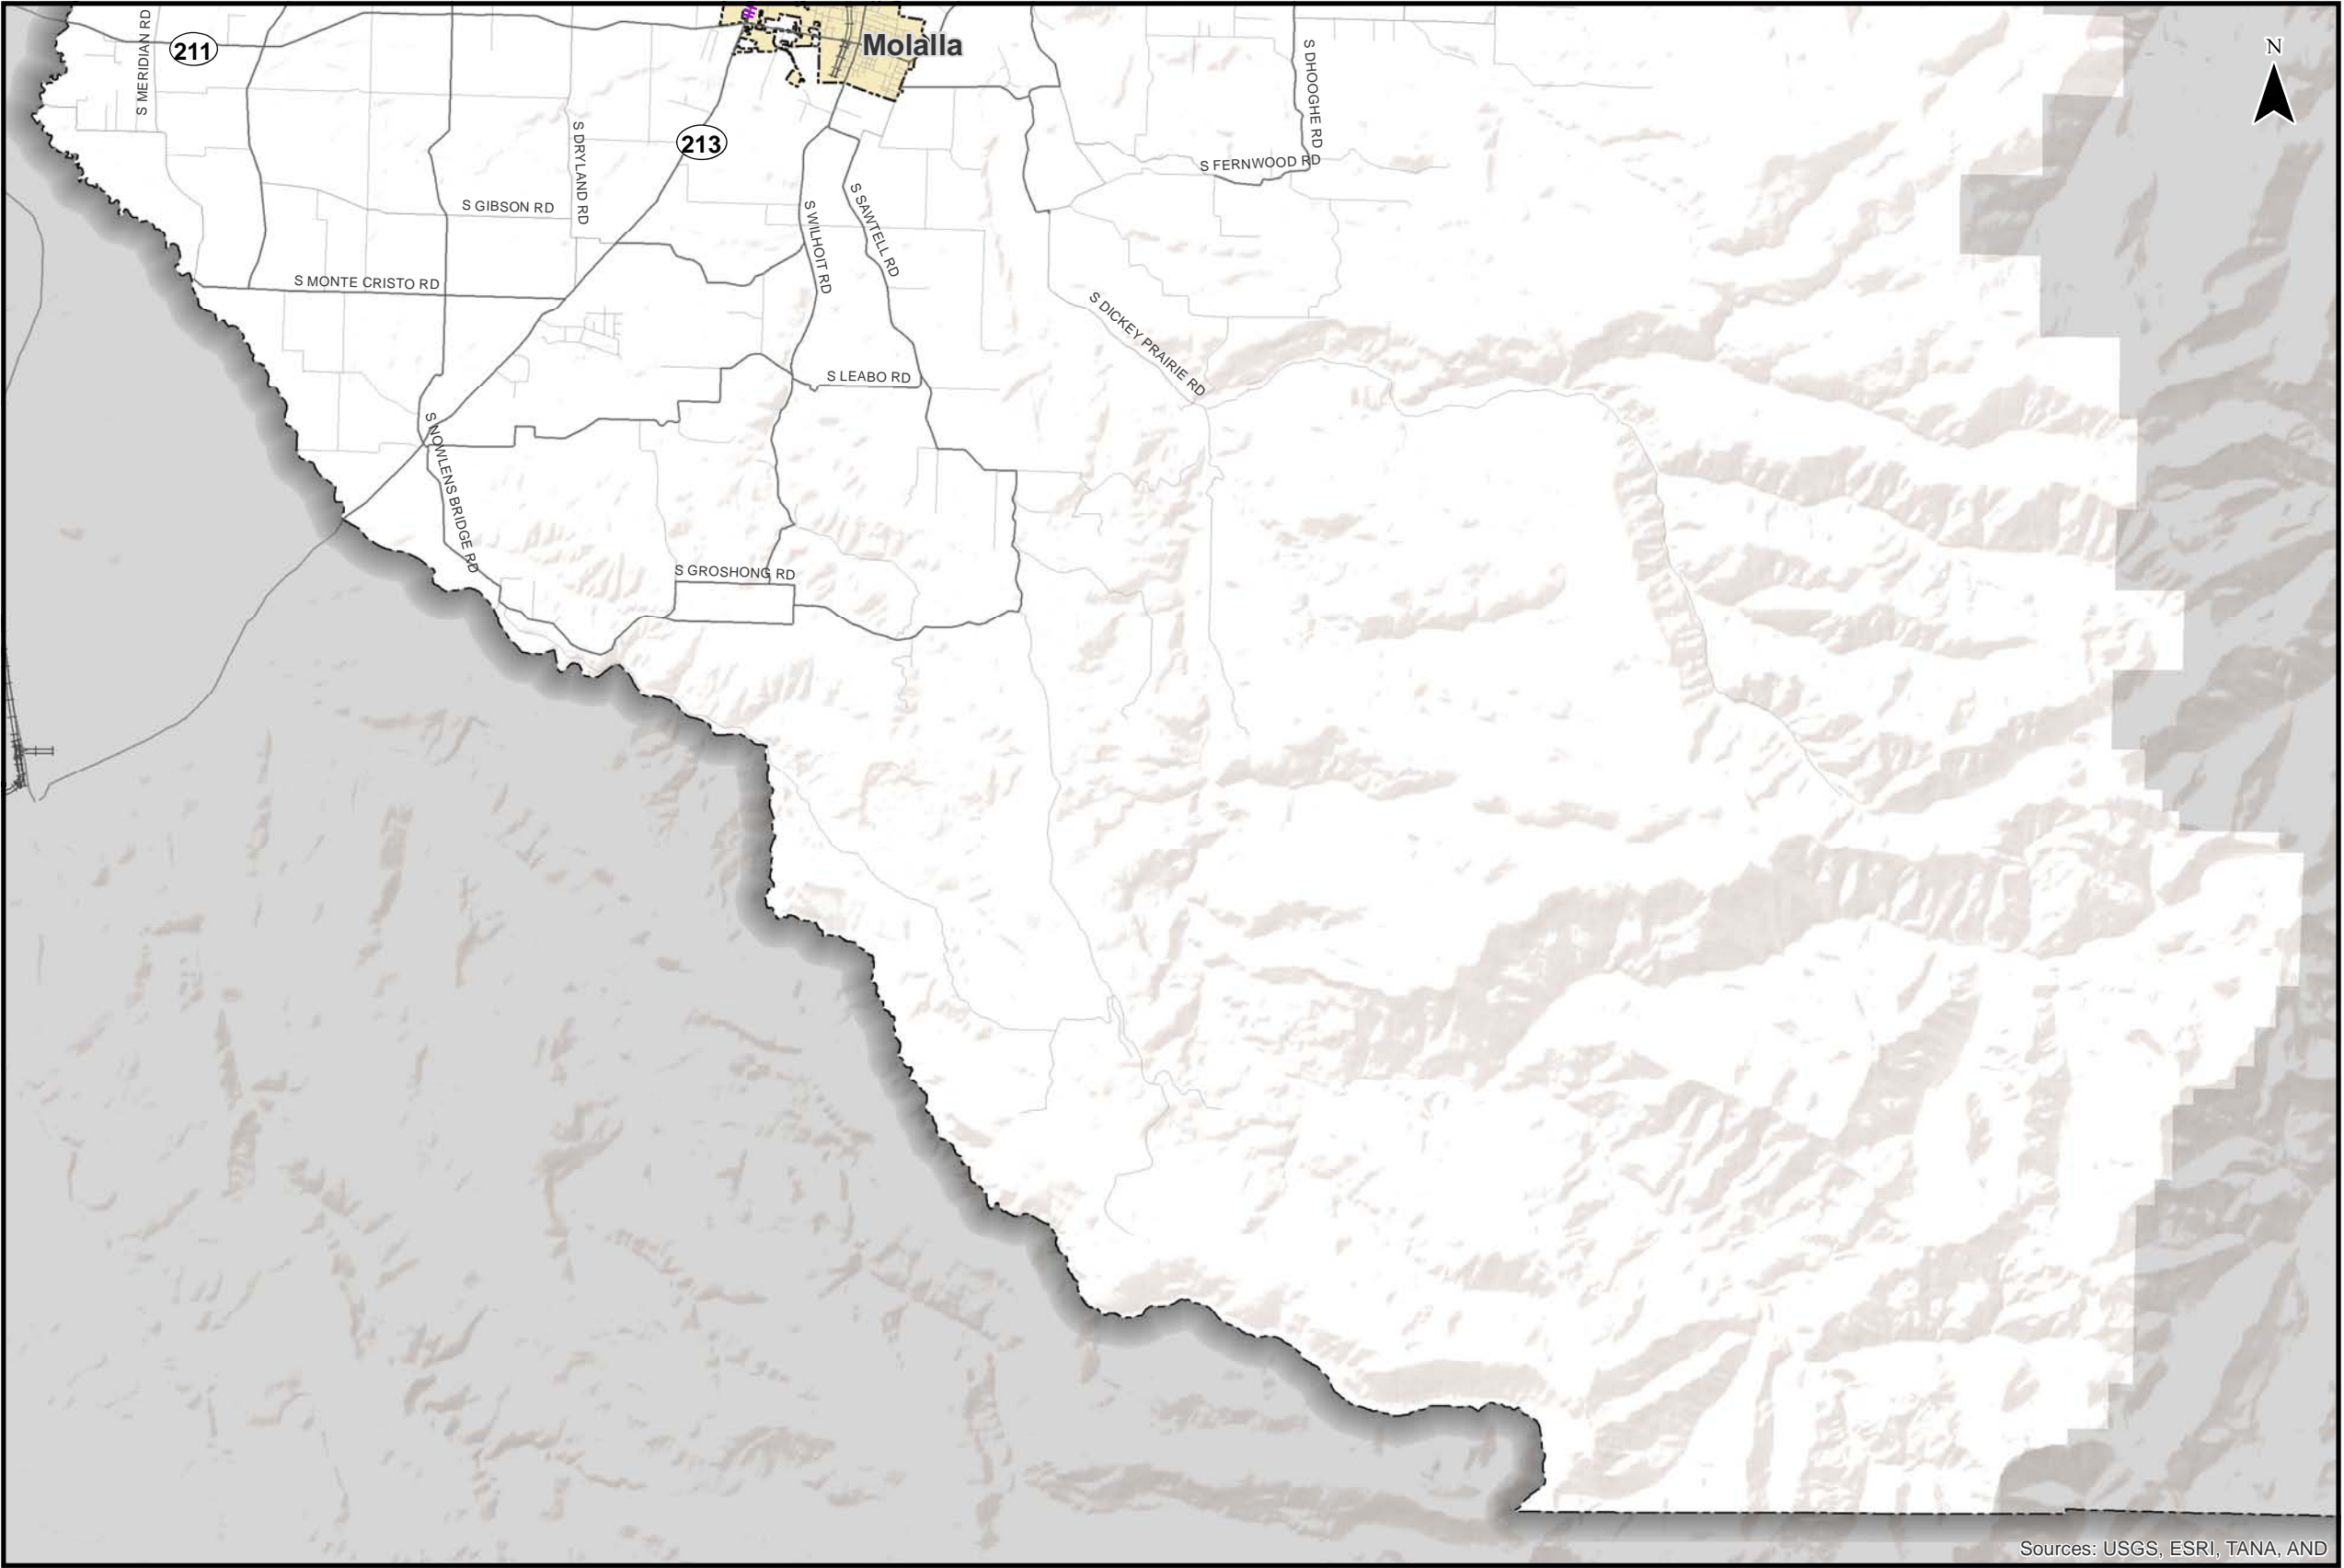 S MERIDIAN RD
211
Molalla
N
S DHOOGHE RD
S DRYLAND RD
213
S FERNWOOD RD
S GIBSON RD
S WILHOIT RD
S SAWTELL RD
S MONTE CRISTO RD
S DICKEY PRAIRIE RD
S LEABO RD
S NOWLENS BRIDGE RD
S GROSHONG RD
Sources: USGS, ESRI, TANA, AND